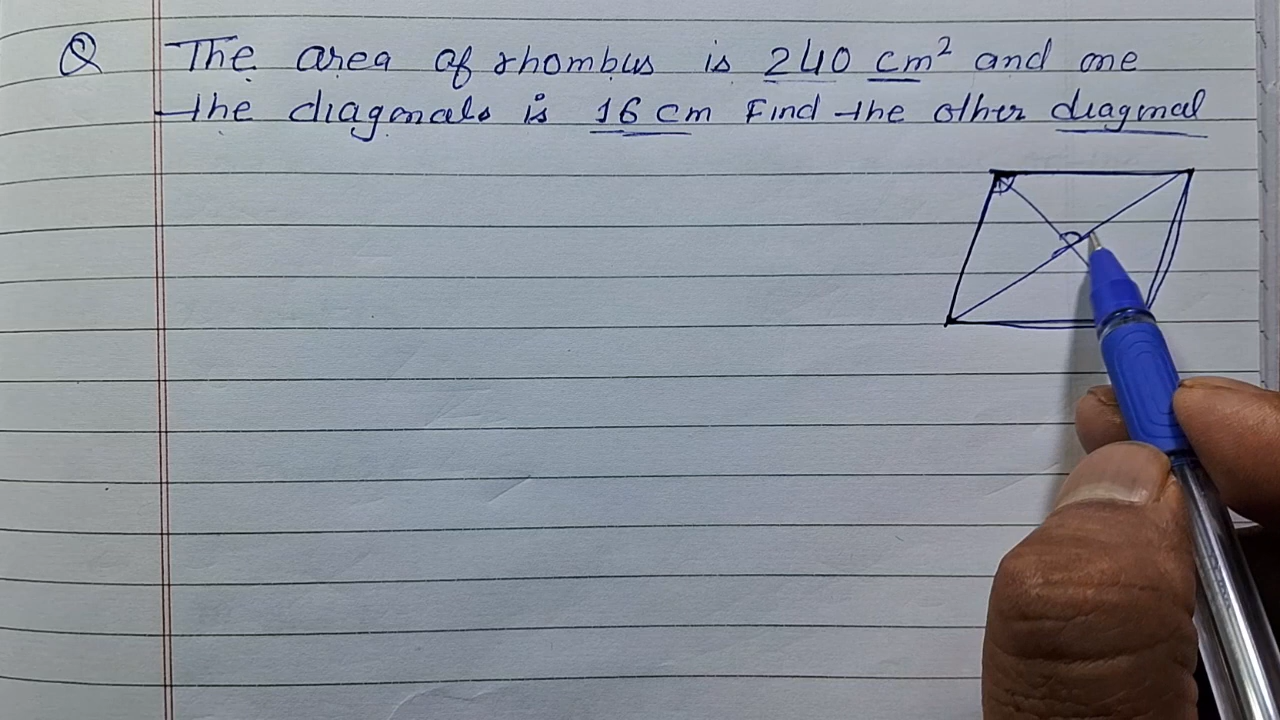 Q The area of rhombus is 240 cm² and one
the diagonals is 16 cm Find the other diagonal